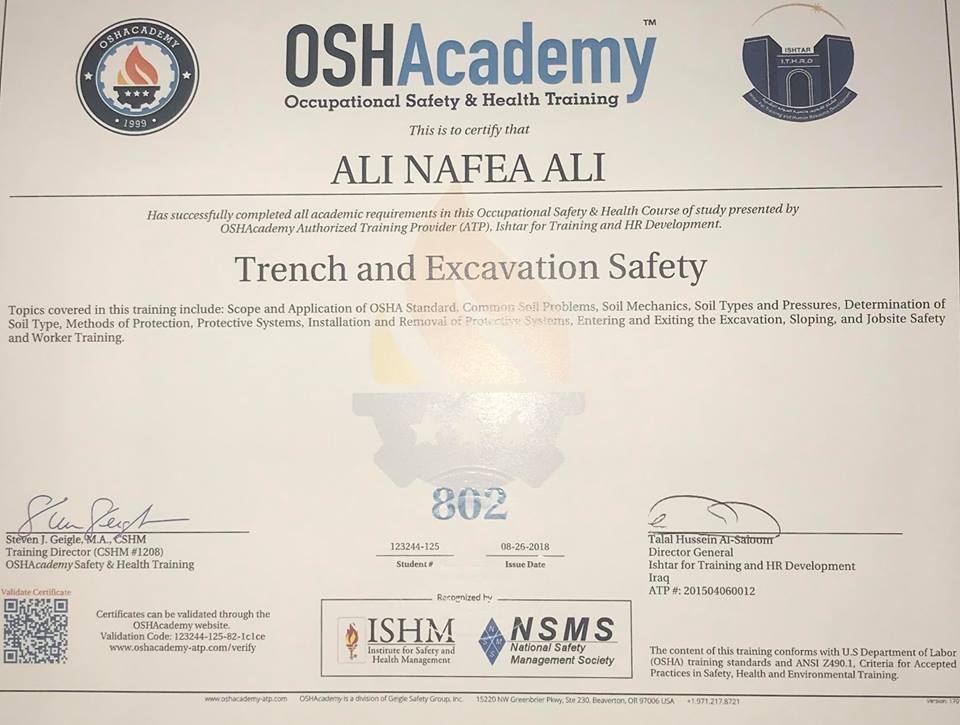 OSHACADEMY
1999
OSHAcademy™
Occupational Safety & Health Training
ISHTAR
I.T.H.R.D
This is to certify that
ALI NAFEA ALI
Has successfully completed all academic requirements in this Occupational Safety & Health Course of study presented by
OSHAcademy Authorized Training Provider (ATP), Ishtar for Training and HR Development.
Trench and Excavation Safety
Topics covered in this training include: Scope and Application of OSHA Standard, Common Soil Problems, Soil Mechanics, Soil Types and Pressures, Determination of
Soil Type, Methods of Protection, Protective Systems, Installation and Removal of Protective Systems, Entering and Exiting the Excavation, Sloping, and Jobsite Safety
and Worker Training.
802
Steven J. Geigle, M.A., CSHM
Training Director (CSHM #1208)
OSHAcademy Safety & Health Training
123244-125
Student #
08-26-2018
Issue Date
Talal Hussein Al-Saloom
Director General
Ishtar for Training and HR Development
Iraq
ATP #: 201504060012
Validate Certificate
Certificates can be validated through the
OSHAcademy website.
Validation Code: 123244-125-82-1c1ce
www.oshacademy-atp.com/verify
Recognized by
ISHM
Institute for Safety and
Health Management
NSMS
NSMS
National Safety
Management Society
The content of this training conforms with U.S Department of Labor
(OSHA) training standards and ANSI Z490.1, Criteria for Accepted
Practices in Safety, Health and Environmental Training.
www.oshacademy-atp.com OSHAcademy is a division of Geigle Safety Group, Inc. 15220 NW Greenbrier Pkwy, Ste 230, Beaverton, OR 97006 USA +1.971.217.8721